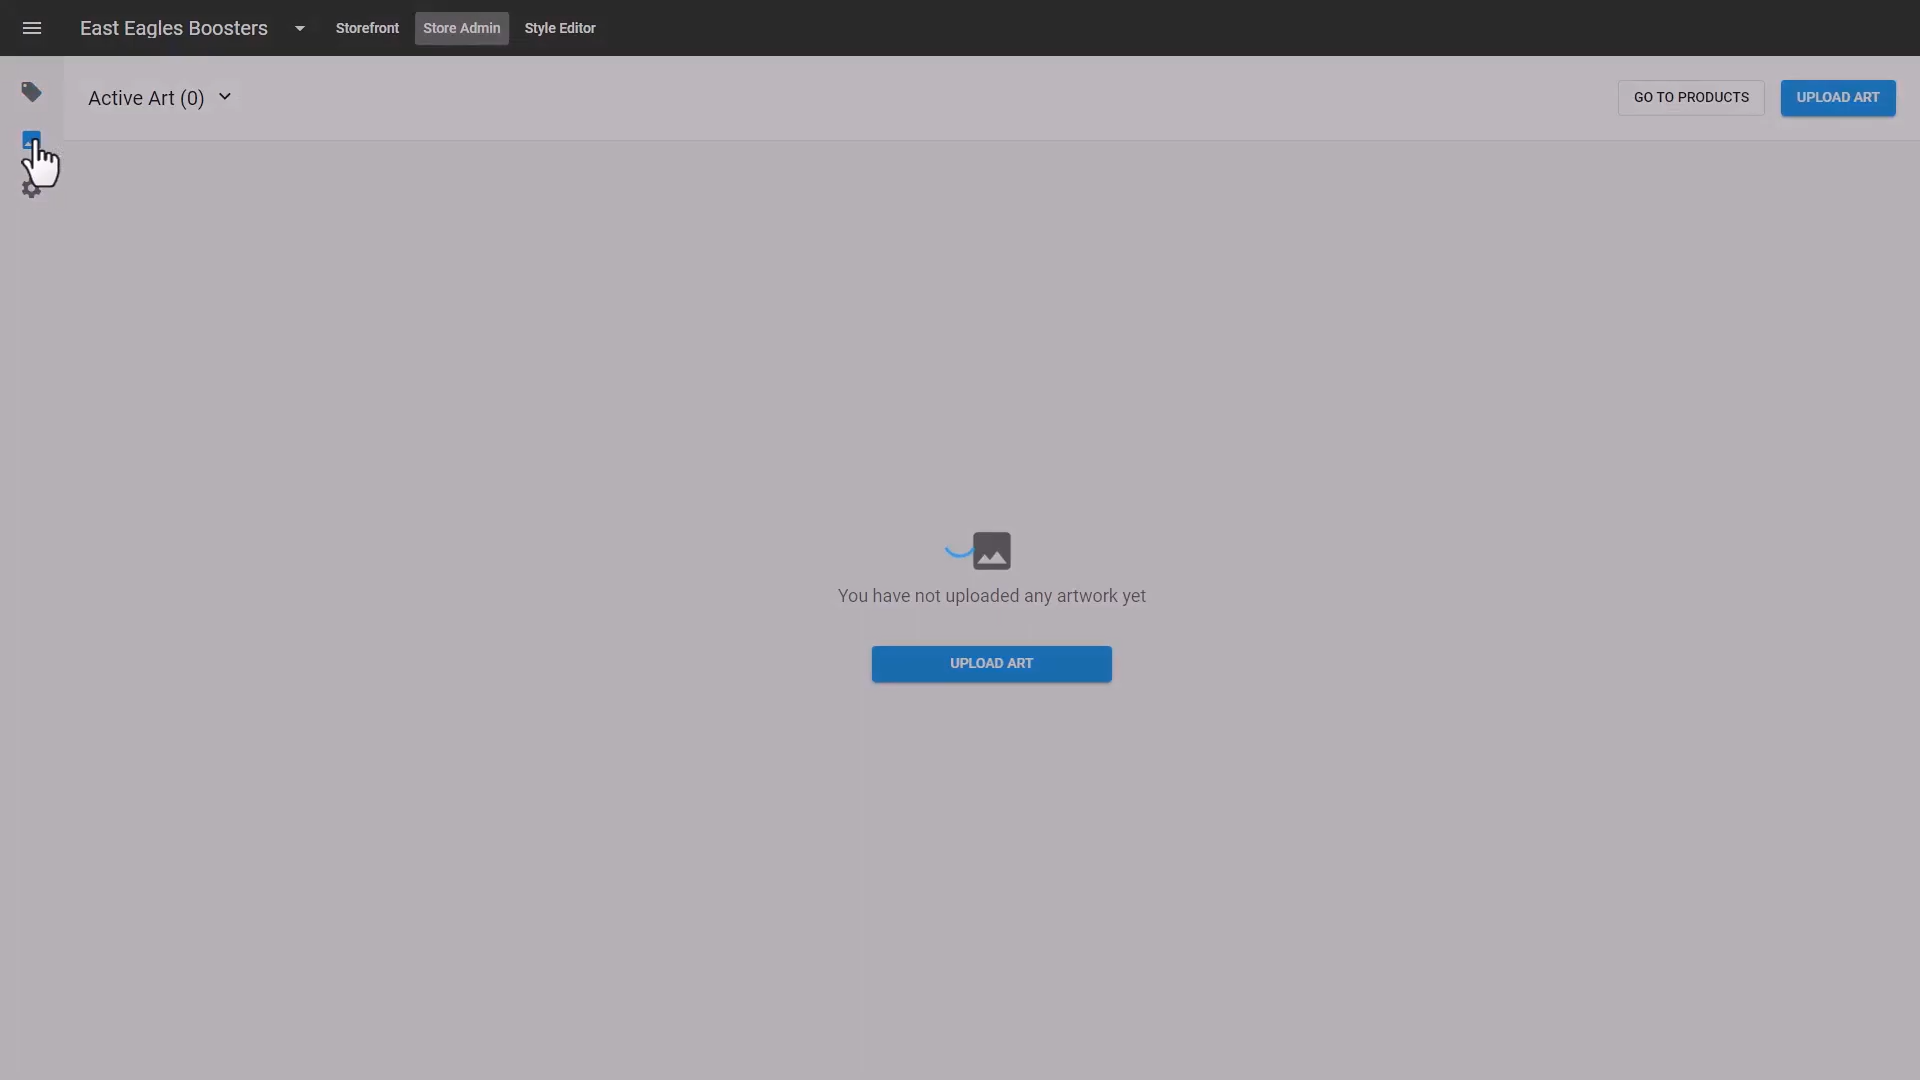 East Eagles Boosters
Storefront
Store Admin
Style Editor
Active Art (0)
GO TO PRODUCTS
UPLOAD ART
You have not uploaded any artwork yet
UPLOAD ART